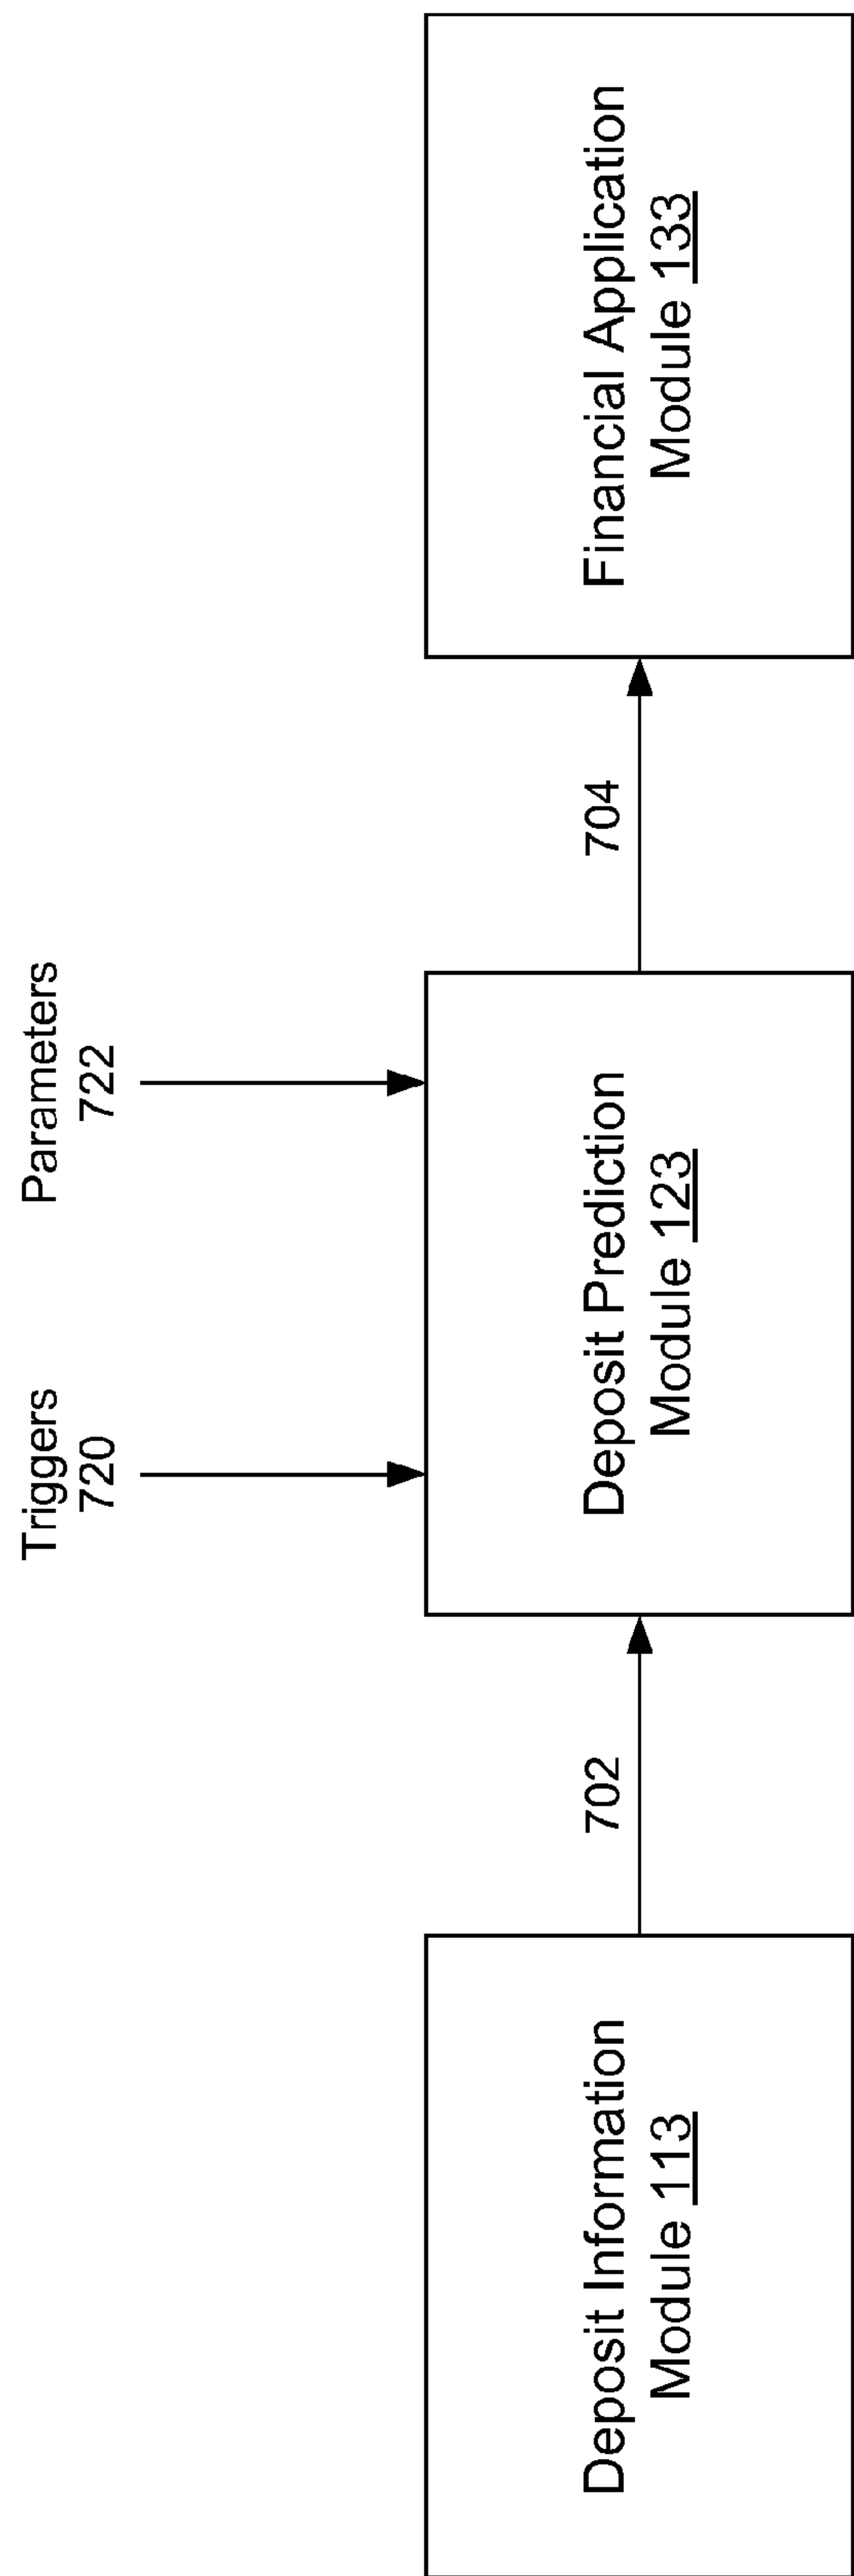 Triggers
720
Parameters
722
702
704
Deposit Information
Module 113
Deposit Prediction
Module 123
Financial Application
Module 133